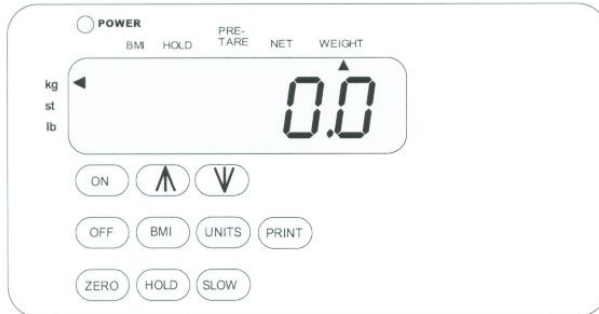 POWER
BMI HOLD PRE-TARE NET WEIGHT
kg
st
lb
0.0
ON
OFF BMI UNITS PRINT
ZERO HOLD SLOW